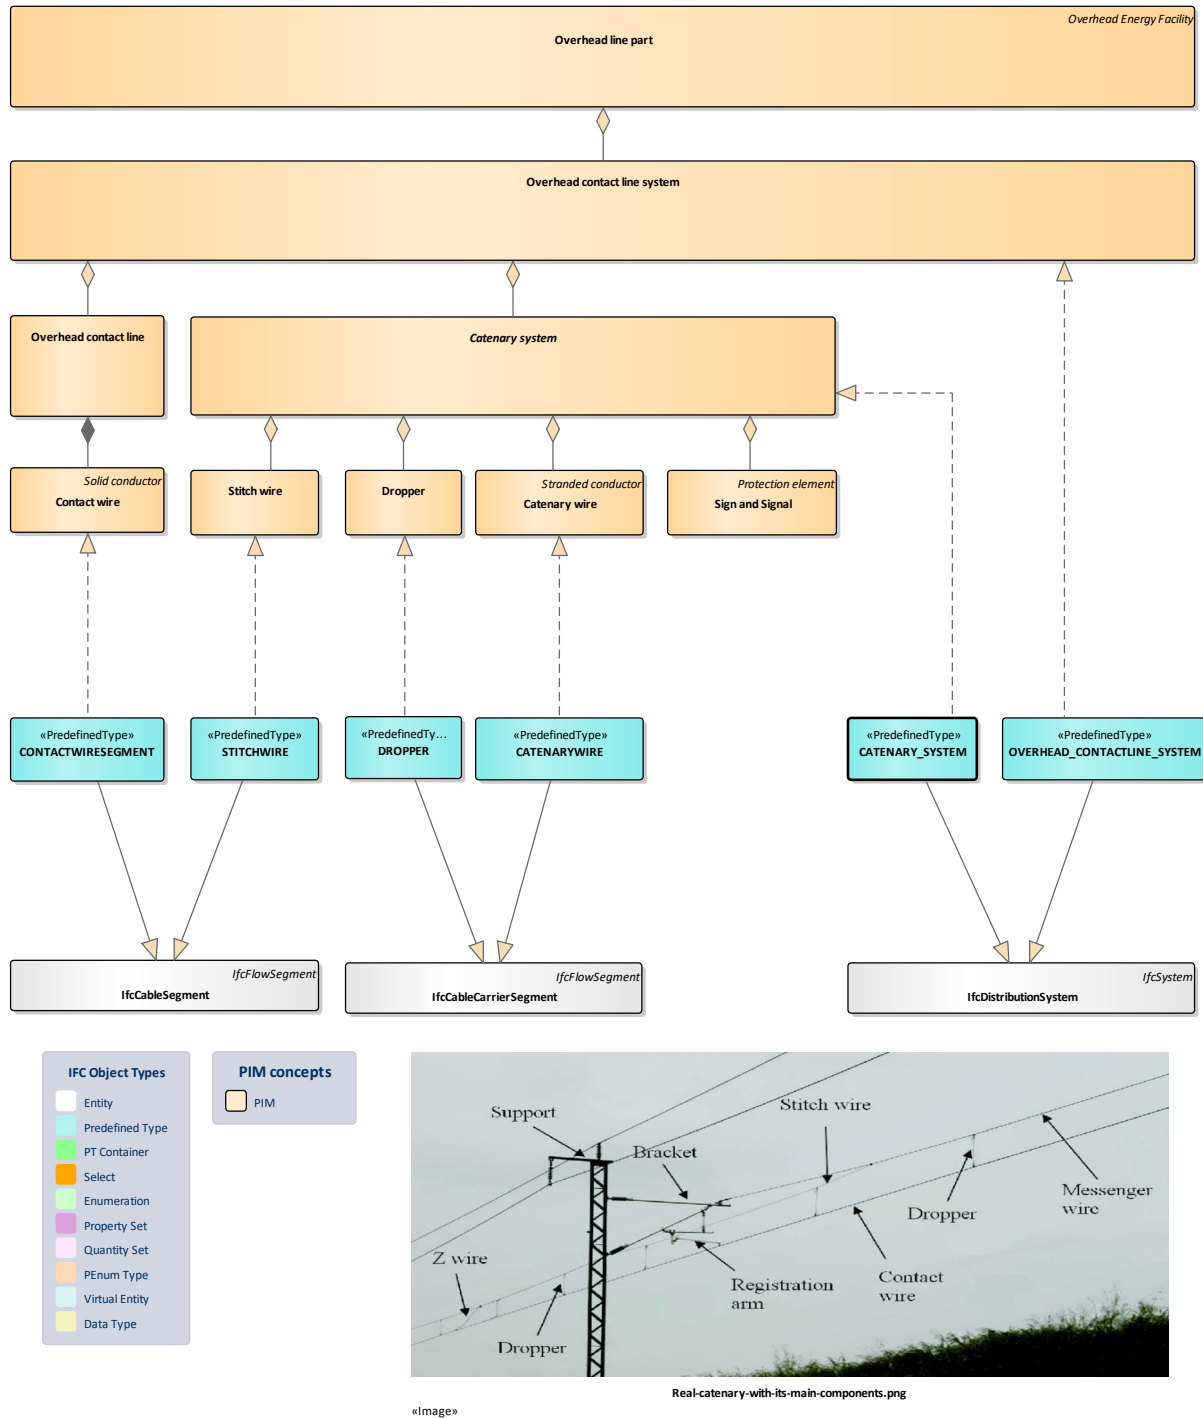 Overhead Energy Facility
Overhead line part
Overhead contact line system
Overhead contact line
Catenary system
Solid conductor
Contact wire
Stitch wire
Dropper
Stranded conductor
Catenary wire
Protection element
Sign and Signal
«PredefinedType»
CONTACTWIRESEGMENT
«PredefinedType»
STITCHWIRE
«PredefinedTy...
DROPPER
«PredefinedType»
CATENARYWIRE
«PredefinedType»
CATENARY_SYSTEM
«PredefinedType»
OVERHEAD_CONTACTLINE_SYSTEM
IfcFlowSegment
IfcCableSegment
IfcFlowSegment
IfcCableCarrierSegment
IfcSystem
IfcDistributionSystem
IFC Object Types
Entity
Predefined Type
PT Container
Select
Enumeration
Property Set
Quantity Set
PEnum Type
Virtual Entity
Data Type
PIM concepts
PIM
Support
Bracket
Stitch wire
Dropper
Messenger
wire
Z wire
Dropper
Registration
arm
Contact
wire
Real-catenary-with-its-main-components.png
«Image»